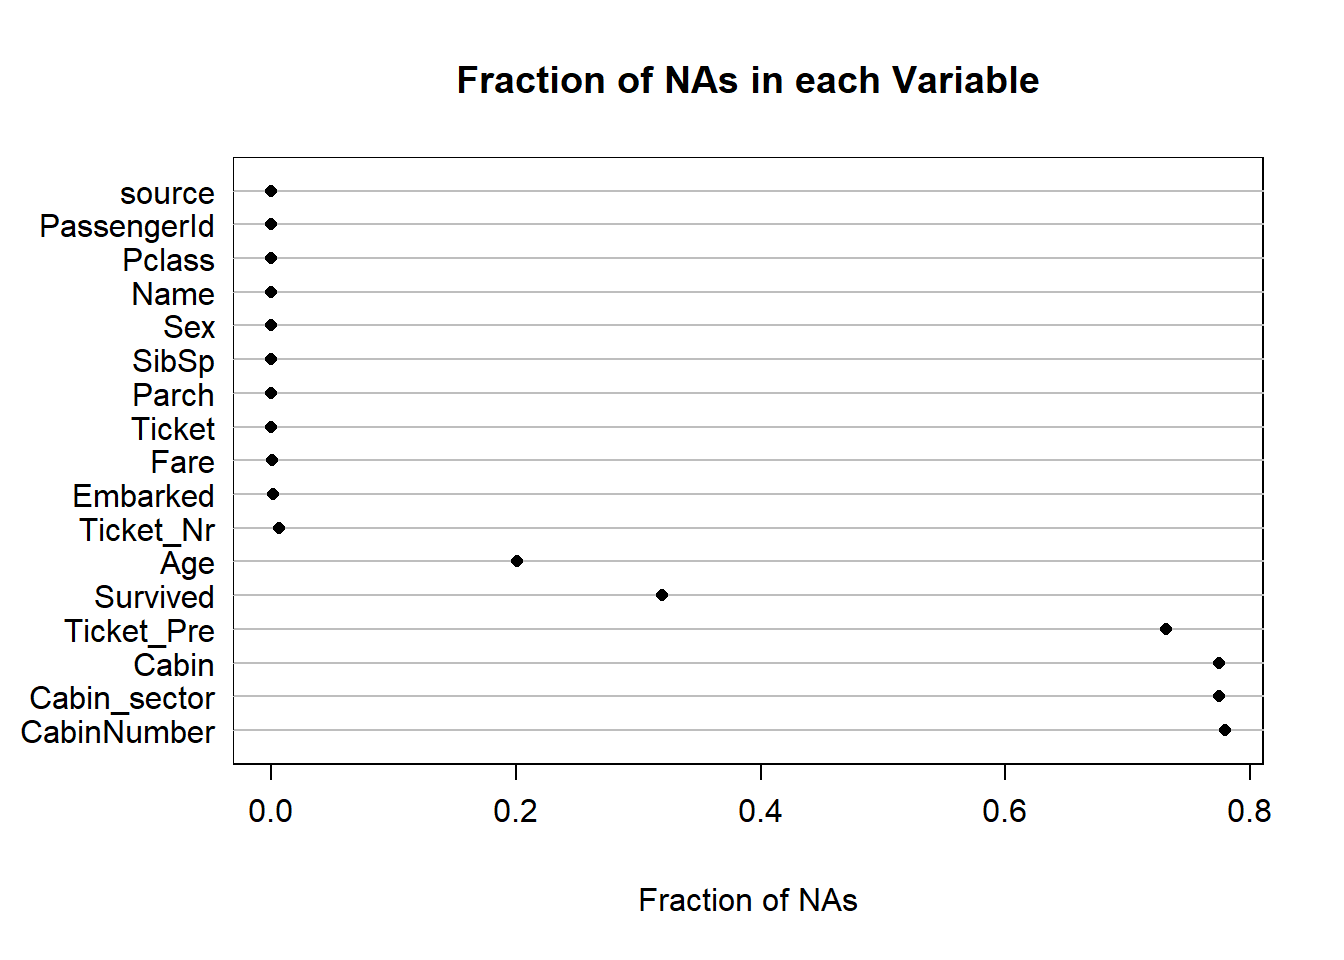 Fraction of NAs in each Variable
source
PassengerId
Pclass
Name
Sex
SibSp
Parch
Ticket
Fare
Embarked
Ticket_Nr
Age
Survived
Ticket_Pre
Cabin
Cabin_sector
CabinNumber
0.0 0.2 0.4 0.6 0.8
Fraction of NAs